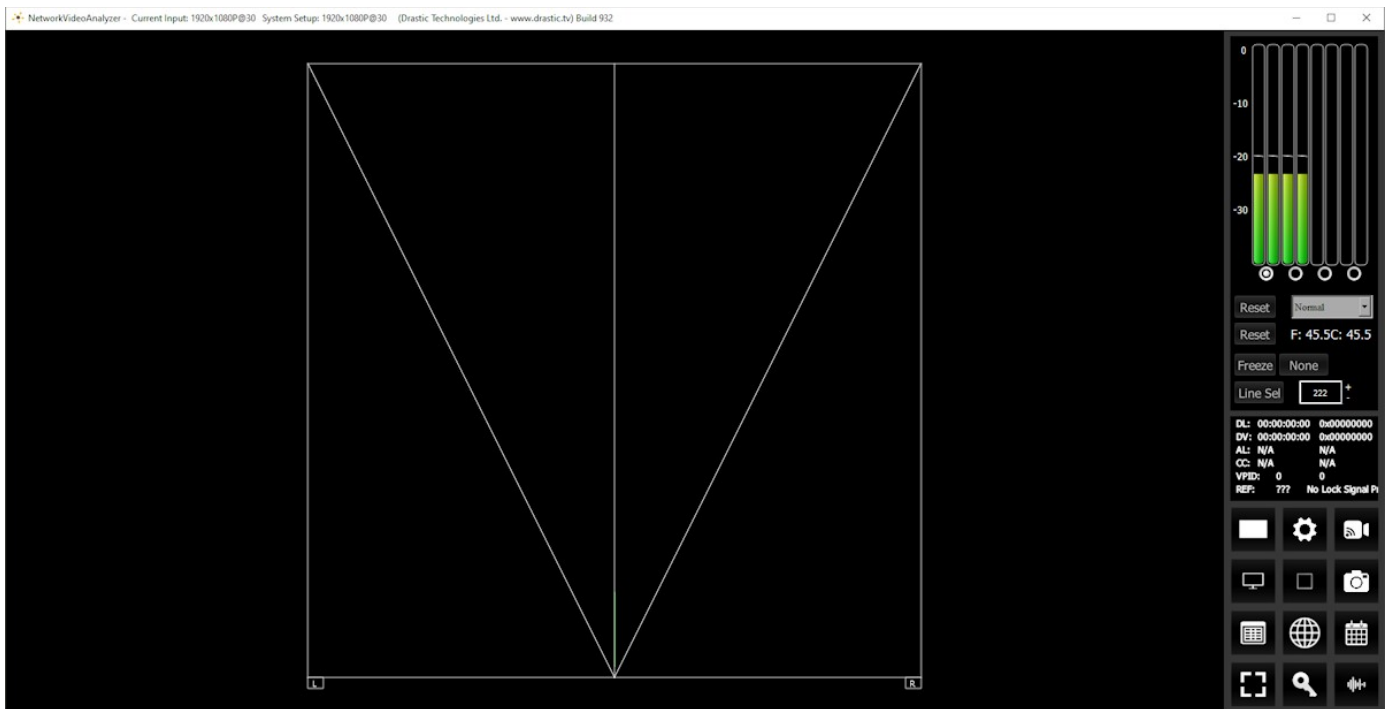 NetworkVideoAnalyzer - Current Input: 1920x1080P@30 System Setup: 1920x1080P@30 (Drastic Technologies Ltd. - www.drastic.tv) Build 932
0
-10
-20
-30
Reset Normal
Reset F: 45.5C: 45.5
Freeze None
Line Sel 222 + -
DL: 00:00:00:00 0x00000000
DV: 00:00:00:00 0x00000000
AL: N/A N/A
CC: N/A N/A
VPID: 0 0
REF: ??? No Lock Signal P
L R